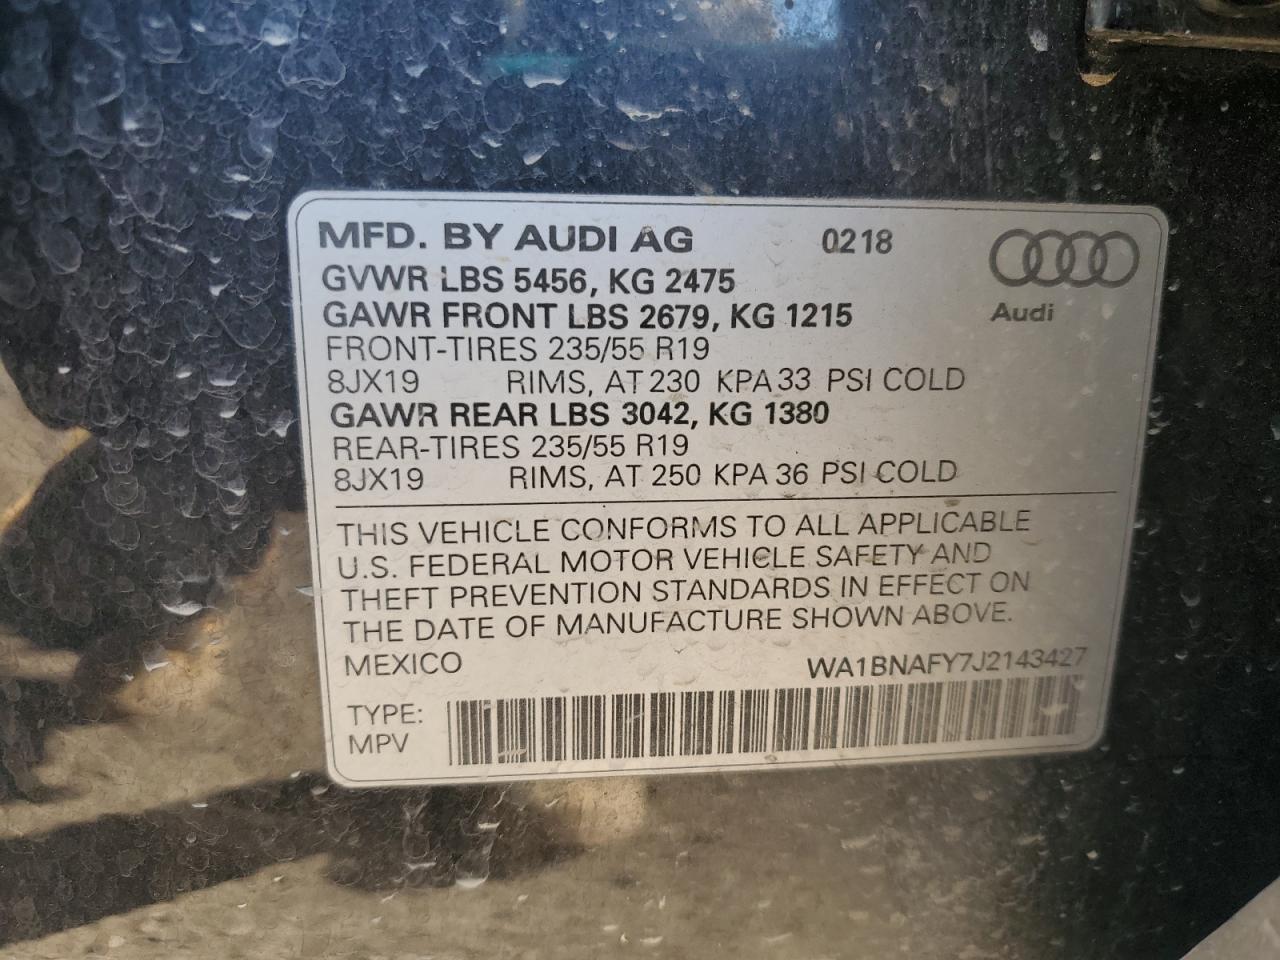 MFD. BY AUDI AG 0218
GVWR LBS 5456, KG 2475
GAWR FRONT LBS 2679, KG 1215
Audi
FRONT-TIRES 235/55 R19
8JX19 RIMS, AT 230 KPA 33 PSI COLD
GAWR REAR LBS 3042, KG 1380
REAR-TIRES 235/55 R19
8JX19 RIMS, AT 250 KPA 36 PSI COLD
THIS VEHICLE CONFORMS TO ALL APPLICABLE
U.S. FEDERAL MOTOR VEHICLE SAFETY AND
THEFT PREVENTION STANDARDS IN EFFECT ON
THE DATE OF MANUFACTURE SHOWN ABOVE.
MEXICO WA1BNAFY7J2143427
TYPE:
MPV